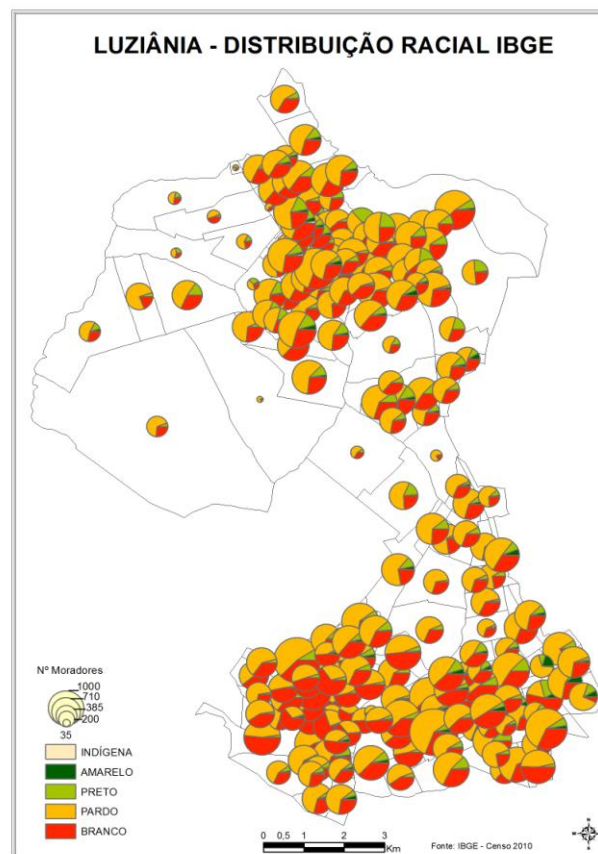 LUZIÂNIA - DISTRIBUIÇÃO RACIAL IBGE
Nº Moradores
1000
710
385
200
35
INDÍGENA
AMARELO
PRETO
PARDO
BRANCO
0 0,5 1 2 3
Km
Fonte: IBGE - Censo 2010